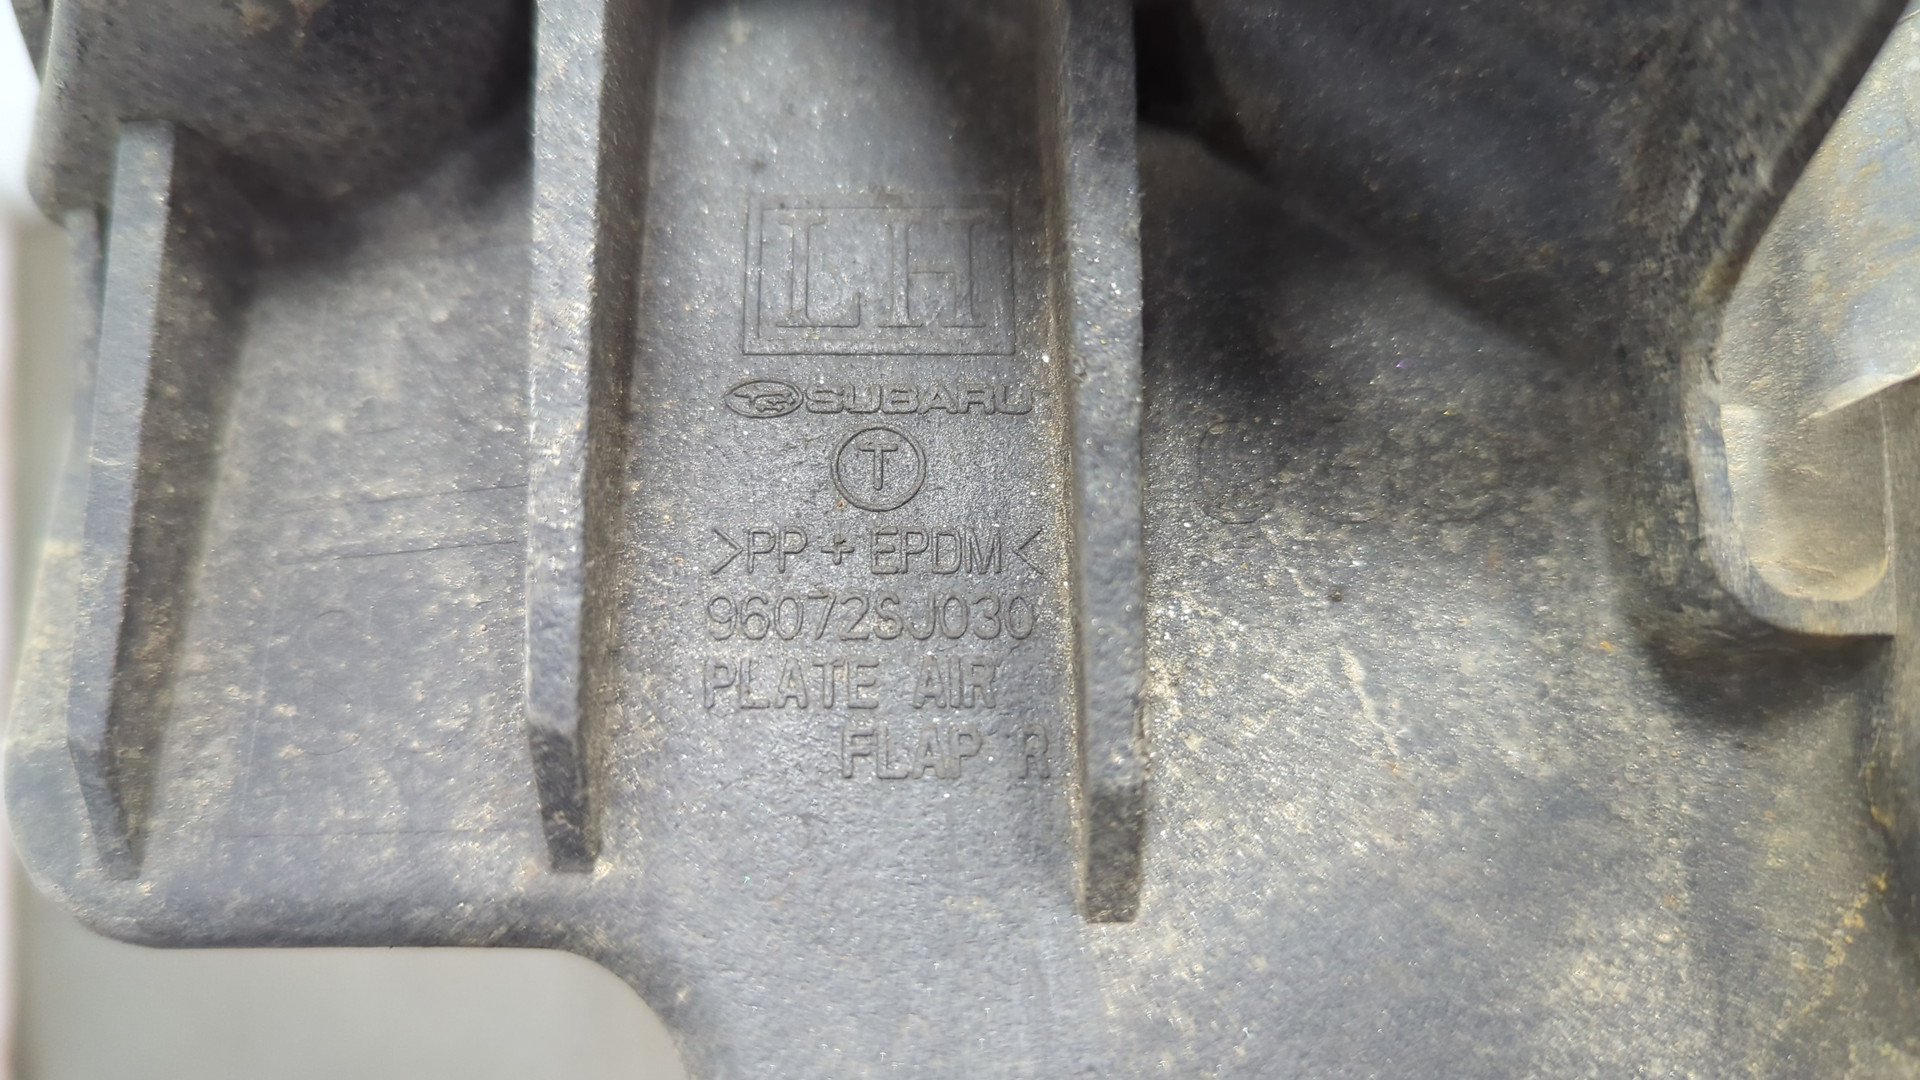 LH
SUBARU
T
>PP + EPDM<
96072SJ030
PLATE AIR
FLAP R